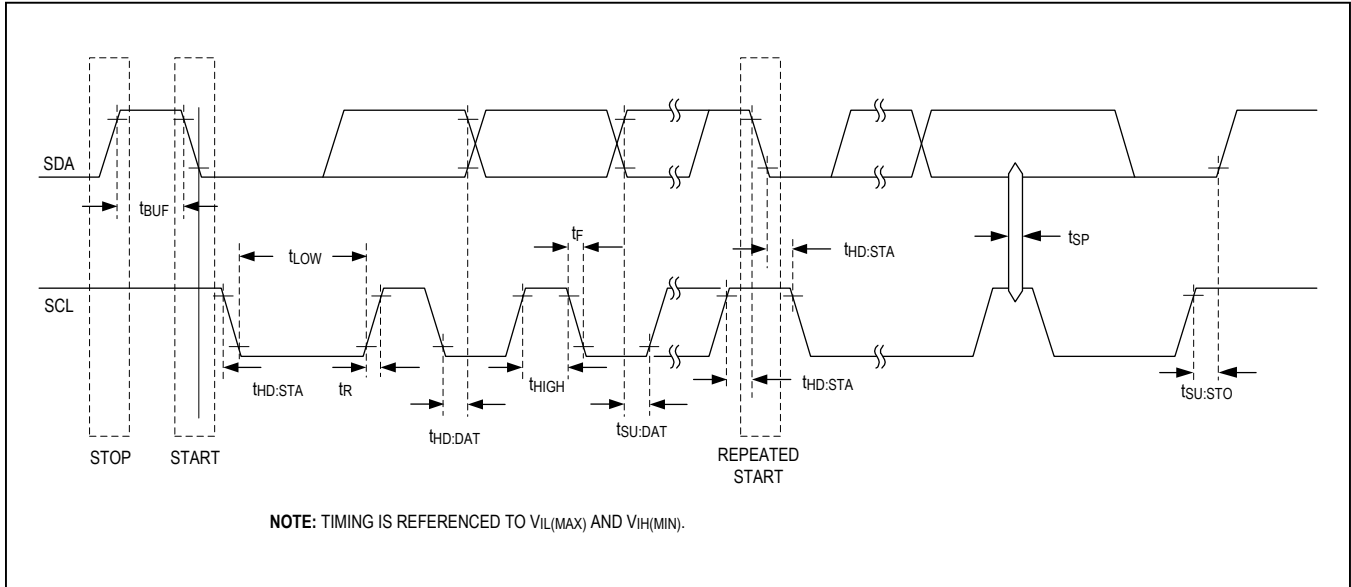 SDA
tBUF
tF
tHD:STA
tSP
tLOW
SCL
tHD:STA
tR
tHD:DAT
tHIGH
tSU:DAT
tHD:STA
tSU:STO
STOP
START
REPEATED
START
NOTE: TIMING IS REFERENCED TO VIL(MAX) AND VIH(MIN).